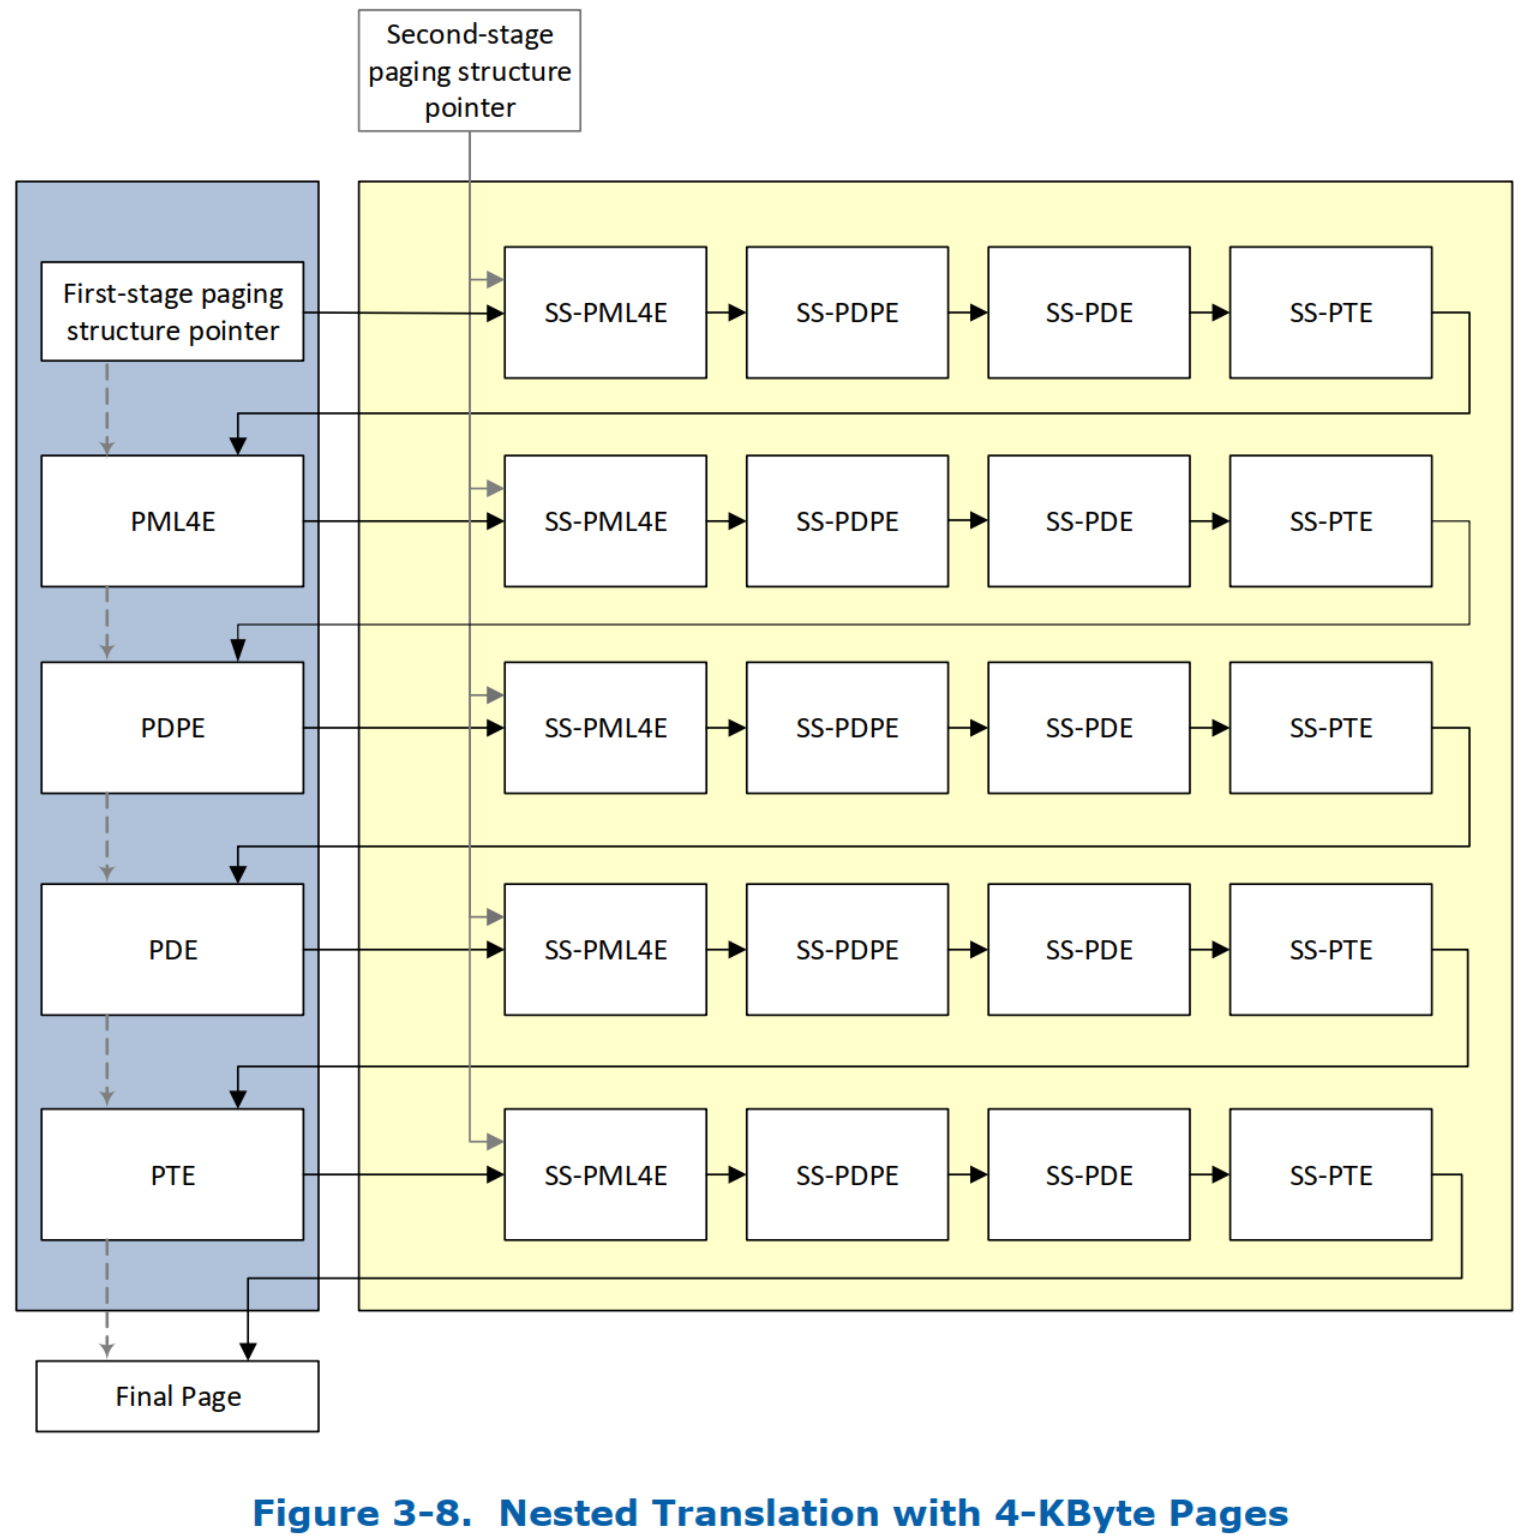 Second-stage
paging structure
pointer
First-stage paging
structure pointer
SS-PML4E
SS-PDPE
SS-PDE
SS-PTE
PML4E
SS-PML4E
SS-PDPE
SS-PDE
SS-PTE
PDPE
SS-PML4E
SS-PDPE
SS-PDE
SS-PTE
PDE
SS-PML4E
SS-PDPE
SS-PDE
SS-PTE
PTE
SS-PML4E
SS-PDPE
SS-PDE
SS-PTE
Final Page
Figure 3-8. Nested Translation with 4-KByte Pages